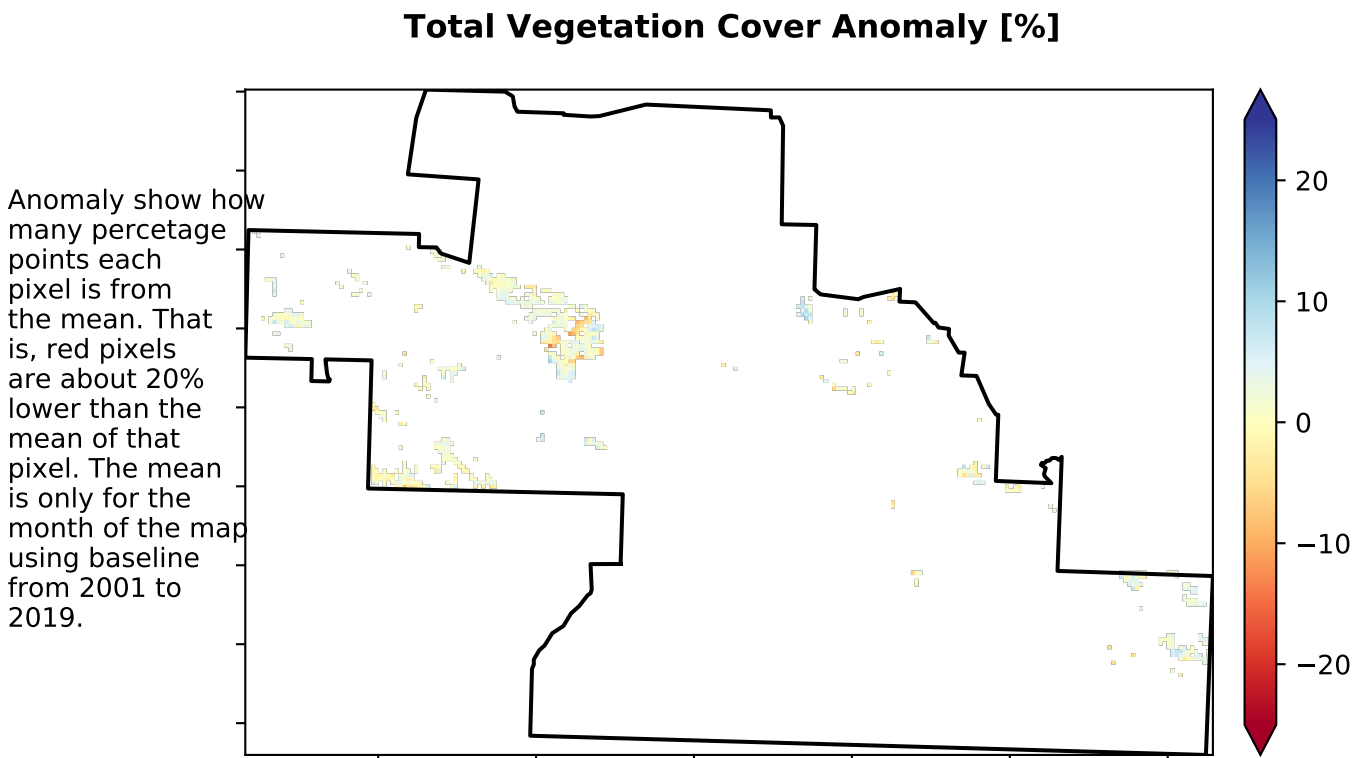 Total Vegetation Cover Anomaly [%]
Anomaly show how
many percetage
points each
pixel is from
the mean. That
is, red pixels
are about 20%
lower than the
mean of that
pixel. The mean
is only for the
month of the map
using baseline
from 2001 to
2019.
20
10
0
−10
−20